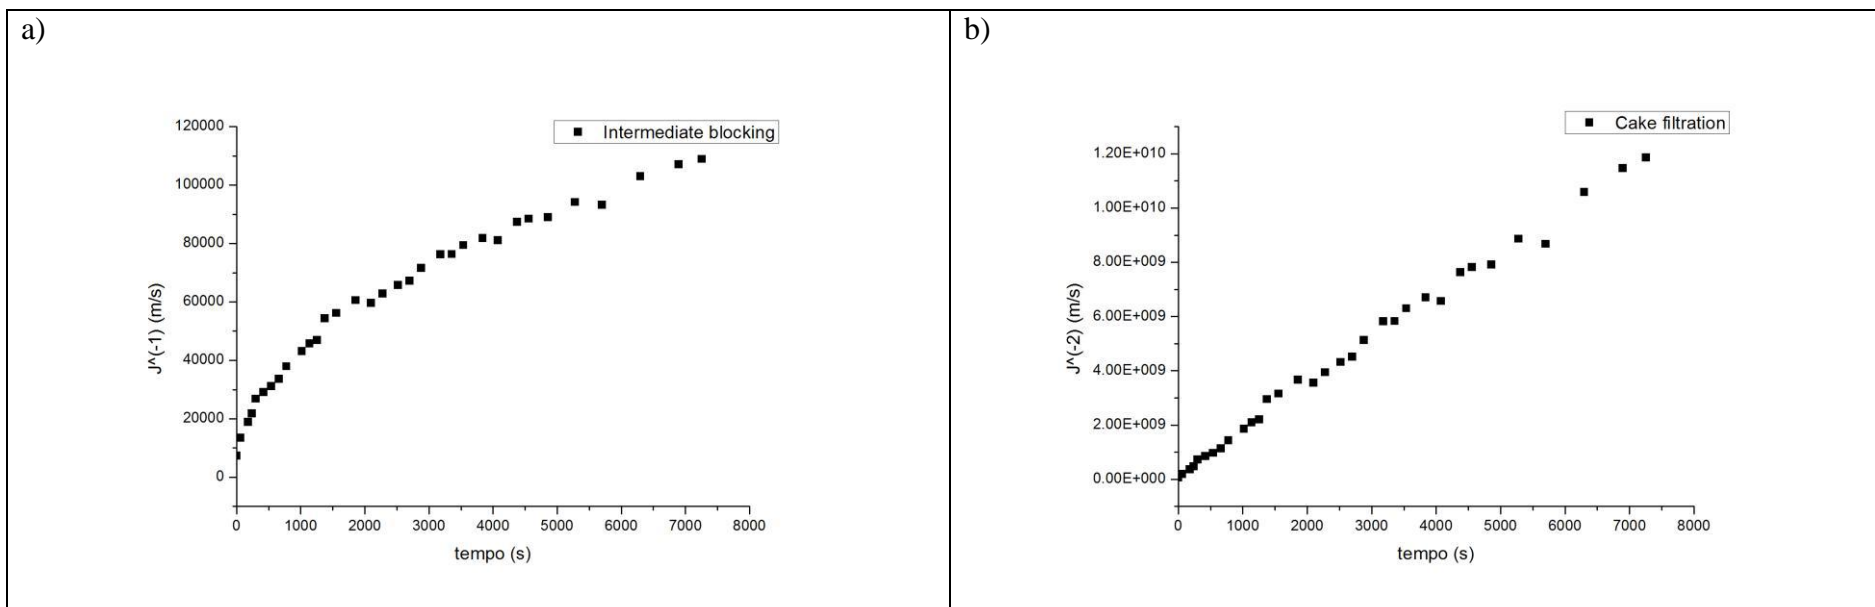 a)
Intermediate blocking
120000
100000
80000
60000
40000
20000
0
J^(-1) (m/s)
0 1000 2000 3000 4000 5000 6000 7000 8000
tempo (s)
b)
Cake filtration
1.20E+010
1.00E+010
8.00E+009
6.00E+009
4.00E+009
2.00E+009
0.00E+000
J^(-2) (m/s)
0 1000 2000 3000 4000 5000 6000 7000 8000
tempo (s)